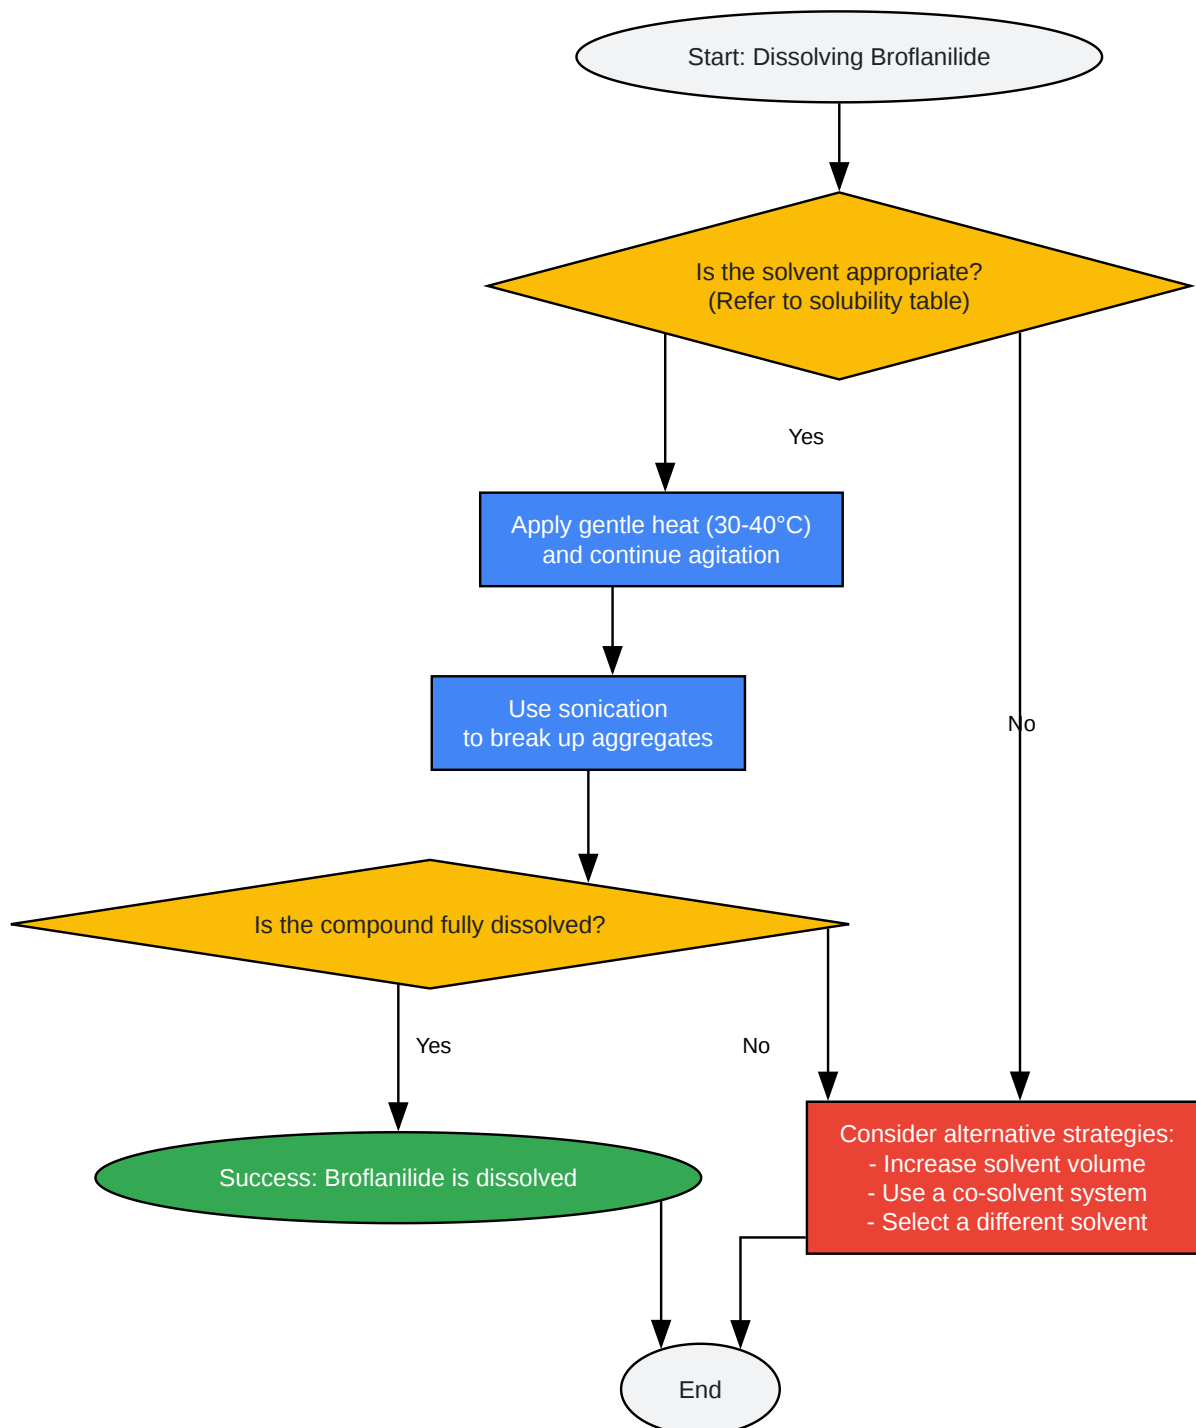 Start: Dissolving Broflanilide
Is the solvent appropriate?
(Refer to solubility table)
Yes
Apply gentle heat (30-40°C)
and continue agitation
Use sonication
to break up aggregates
No
Is the compound fully dissolved?
Yes
No
Consider alternative strategies:
- Increase solvent volume
- Use a co-solvent system
- Select a different solvent
Success: Broflanilide is dissolved
End